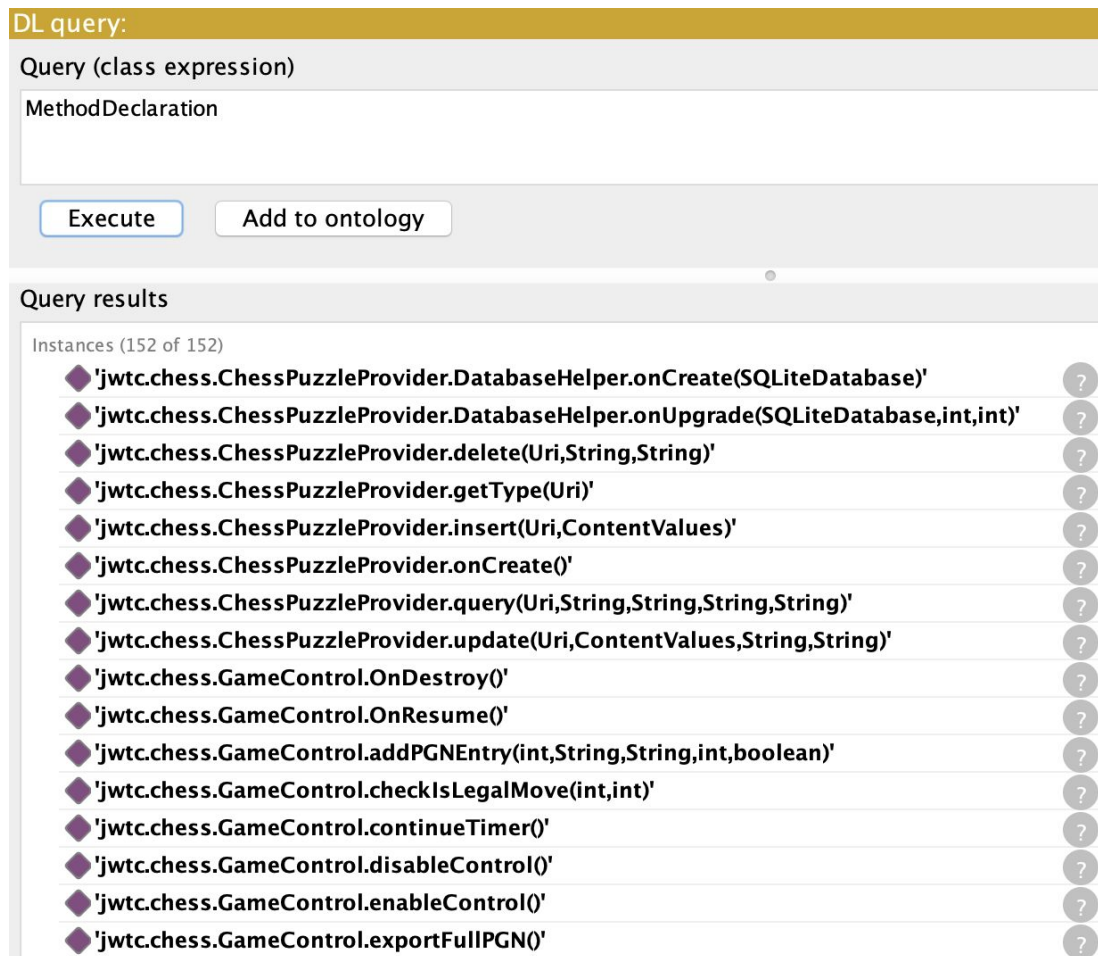 DL query:
Query (class expression)
MethodDeclaration
Execute Add to ontology
Query results
Instances (152 of 152)
'jwtc.chess.ChessPuzzleProvider.DatabaseHelper.onCreate(SQLiteDatabase)' ?
'jwtc.chess.ChessPuzzleProvider.DatabaseHelper.onUpgrade(SQLiteDatabase,int,int)' ?
'jwtc.chess.ChessPuzzleProvider.delete(Uri,String,String)' ?
'jwtc.chess.ChessPuzzleProvider.getType(Uri)' ?
'jwtc.chess.ChessPuzzleProvider.insert(Uri,ContentValues)' ?
'jwtc.chess.ChessPuzzleProvider.onCreate()' ?
'jwtc.chess.ChessPuzzleProvider.query(Uri,String,String,String,String)' ?
'jwtc.chess.ChessPuzzleProvider.update(Uri,ContentValues,String,String)' ?
'jwtc.chess.GameControl.OnDestroy()' ?
'jwtc.chess.GameControl.OnResume()' ?
'jwtc.chess.GameControl.addPGNEntry(int,String,String,int,boolean)' ?
'jwtc.chess.GameControl.checkIsLegalMove(int,int)' ?
'jwtc.chess.GameControl.continueTimer()' ?
'jwtc.chess.GameControl.disableControl()' ?
'jwtc.chess.GameControl.enableControl()' ?
'jwtc.chess.GameControl.exportFullPGN()' ?